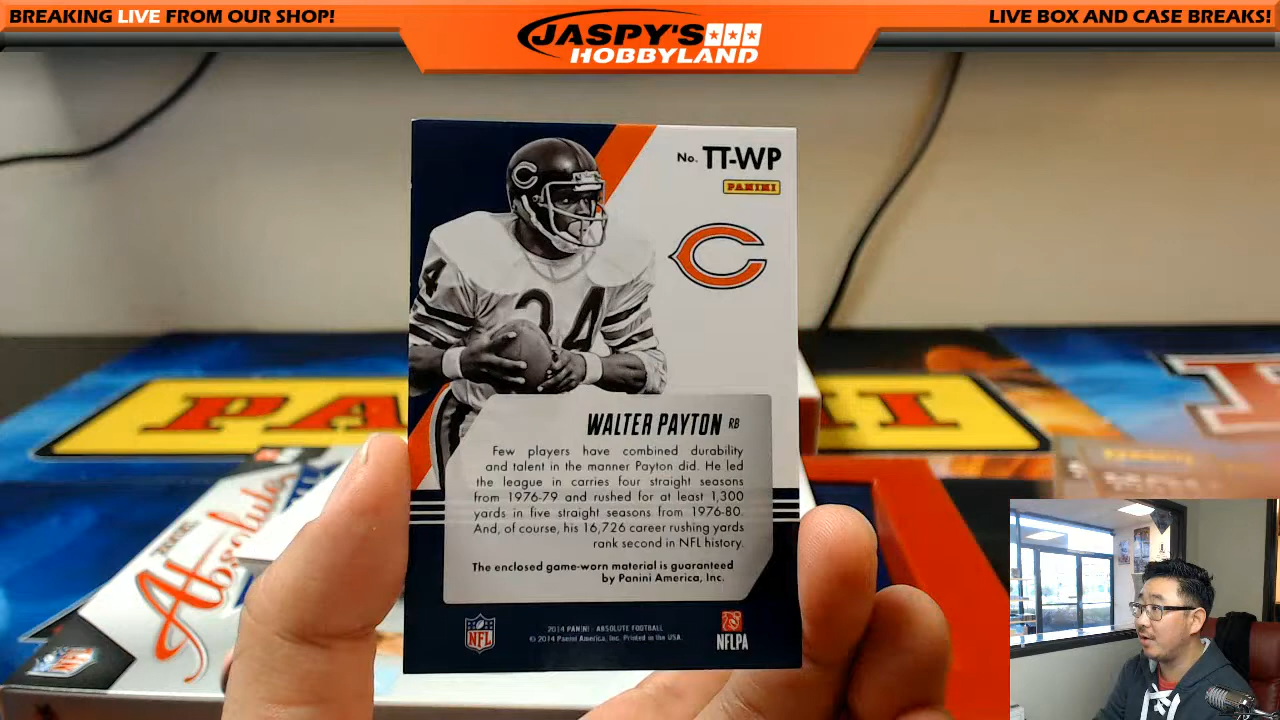 BREAKING LIVE FROM OUR SHOP!
JASPY'S
HOBBYLAND
LIVE BOX AND CASE BREAKS!
No. TT-WP
PANINI
C
4
34
WALTER PAYTON RB
Few players have combined durability
and talent in the manner Payton did. He led
the league in carries four straight seasons
from 1976-79 and rushed for at least 1,300
yards in five straight seasons from 1976-80.
And, of course, his 16,726 career rushing yards
rank second in NFL history.
The enclosed game-worn material is guaranteed
by Panini America, Inc.
NFL
2014 PANINI - ABSOLUTE FOOTBALL
© 2014 Panini America, Inc. Printed in the USA.
NFLPA
Absolute
NFL